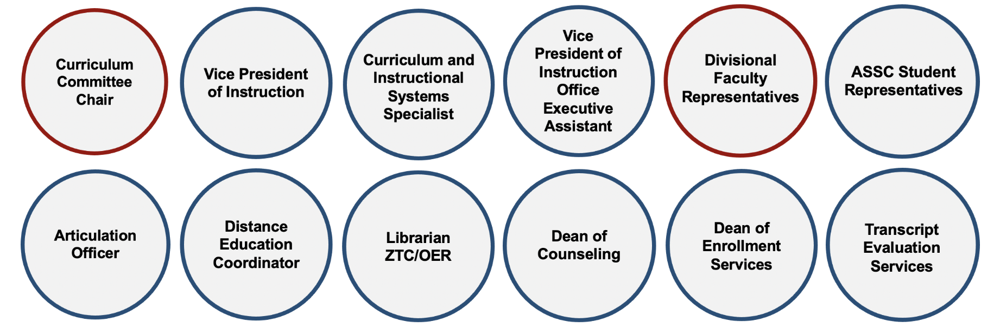 Curriculum
Committee
Chair
Vice President
of Instruction
Curriculum and
Instructional
Systems
Specialist
Vice
President of
Instruction
Office
Executive
Assistant
Divisional
Faculty
Representatives
ASSC Student
Representatives
Articulation
Officer
Distance
Education
Coordinator
Librarian
ZTC/OER
Dean of
Counseling
Dean of
Enrollment
Services
Transcript
Evaluation
Services